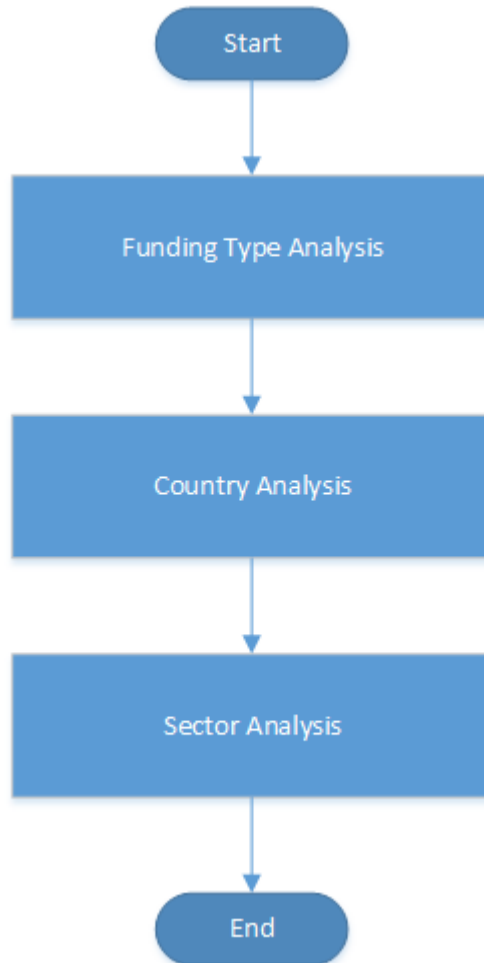 Start
Funding Type Analysis
Country Analysis
Sector Analysis
End